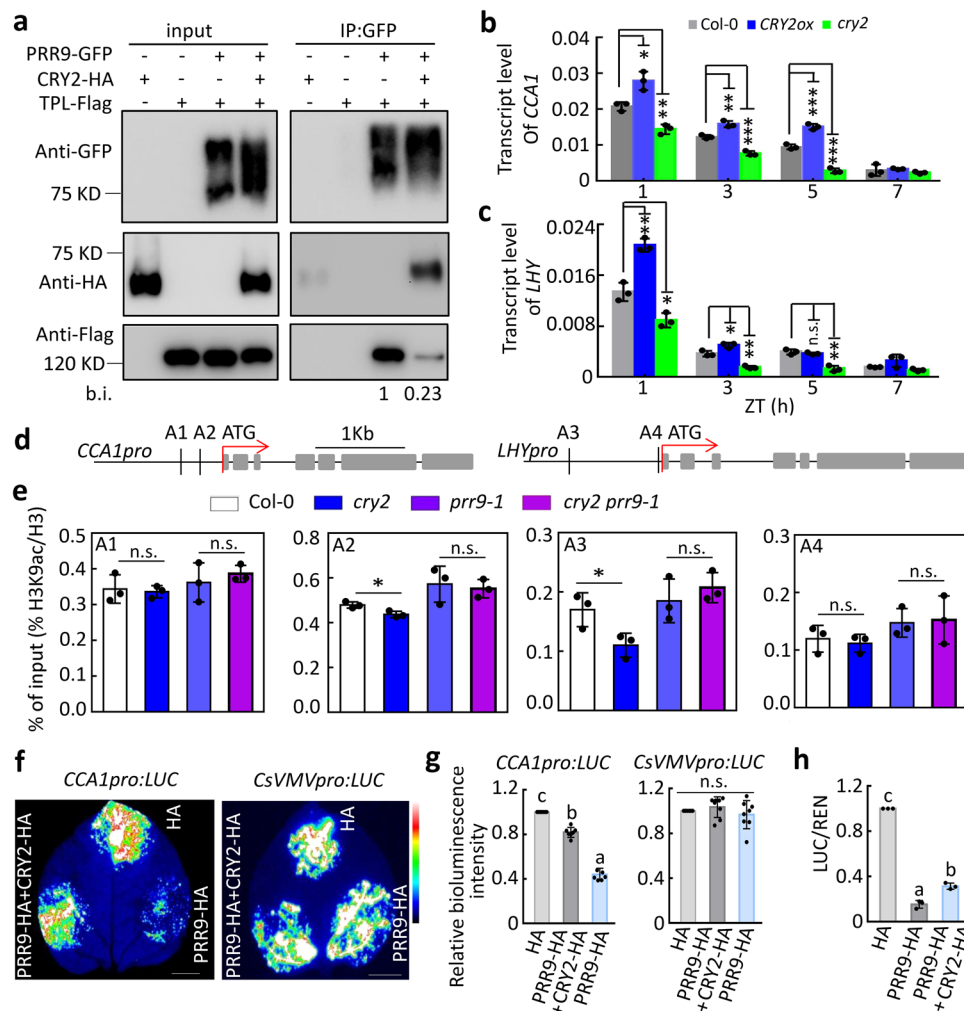 a
input
IP:GFP
PRR9-GFP - - + + - - + +
CRY2-HA + - - + + - - +
TPL-Flag - + + + - + + +
Anti-GFP
75 KD
75 KD
Anti-HA
Anti-Flag
120 KD
b.i. 1 0.23
b
Col-0 CRY2ox cry2
Transcript level
Of CCA1
0.04
0.03
0.02
0.01
0.0
* ** ** *** *** ***
1 3 5 7
c
Transcript level
of LHY
0.024
0.016
0.008
0.0
** * * ** n.s. **
1 3 5 7
ZT (h)
d
CCA1pro A1 A2 ATG 1Kb
LHYpro A3 A4 ATG
e
Col-0 cry2 prr9-1 cry2 prr9-1
% of input (% H3K9ac/H3)
A1
n.s. n.s.
0.5
0.4
0.3
0.2
0.1
0.0
A2
* n.s.
0.8
0.6
0.4
0.2
0.0
A3
* n.s.
0.3
0.2
0.1
0.0
A4
n.s. n.s.
0.3
0.2
0.1
0.0
f
CCA1pro:LUC
PRR9-HA+CRY2-HA
HA
PRR9-HA
CsVMVpro:LUC
PRR9-HA+CRY2-HA
HA
PRR9-HA
g
Relative bioluminescence
intensity
CCA1pro:LUC
1.2
0.8
0.4
0
c b a
HA
PRR9-HA
+CRY2-HA
PRR9-HA
CsVMVpro:LUC
n.s.
1.2
0.8
0.4
0
HA
PRR9-HA
+CRY2-HA
PRR9-HA
h
LUC/REN
1.2
0.8
0.4
0
c a b
HA
PRR9-HA
PRR9-HA
+CRY2-HA